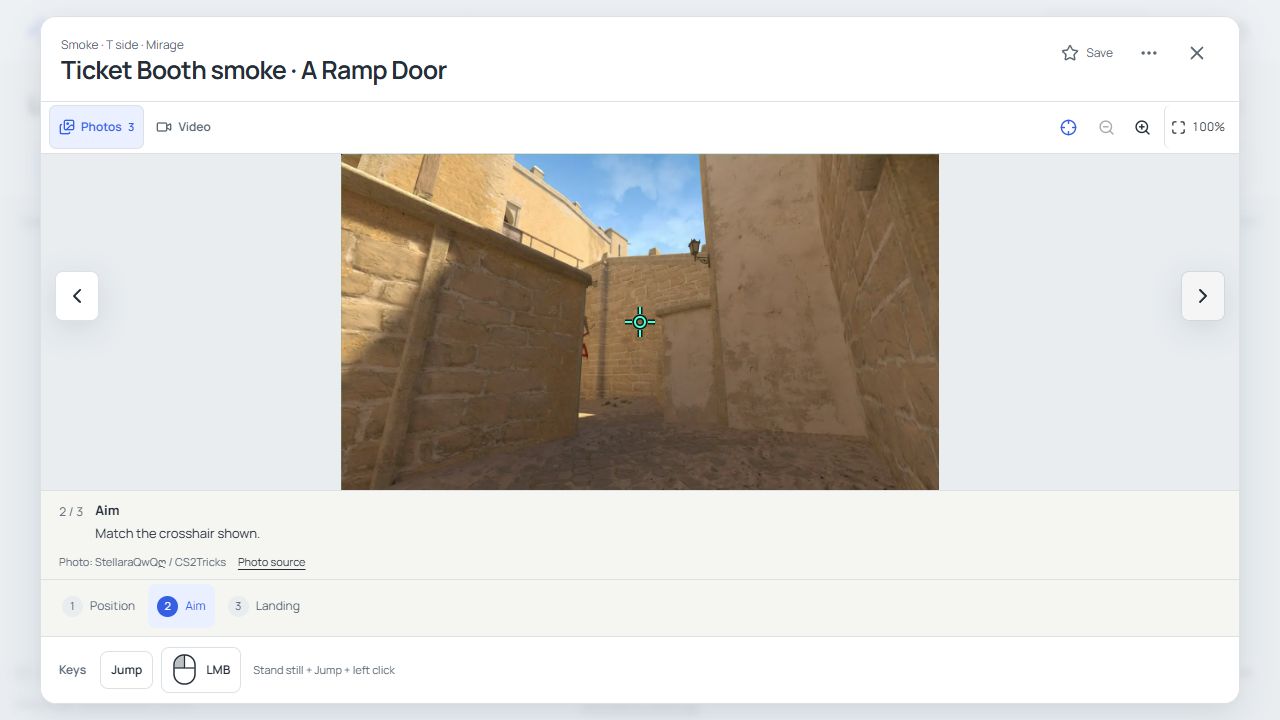 Smoke · T side · Mirage
Ticket Booth smoke · A Ramp Door
Save
Photos 3
Video
100%
2 / 3 Aim
Match the crosshair shown.
Photo: StellaraQwQღ / CS2Tricks Photo source
1 Position
2 Aim
3 Landing
Keys
Jump
LMB
Stand still + Jump + left click